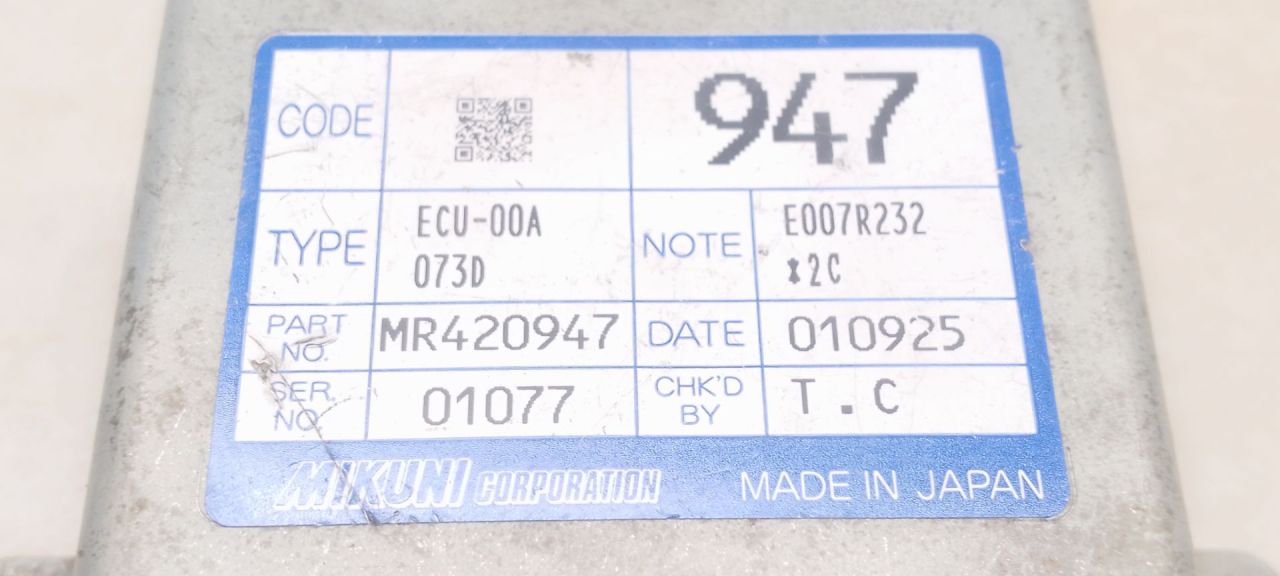 CODE 947
TYPE ECU-00A
073D
NOTE E007R232
*2C
PART NO. MR420947 DATE 010925
SER. NO. 01077 CHK'D BY T.C
MIKUNI CORPORATION MADE IN JAPAN